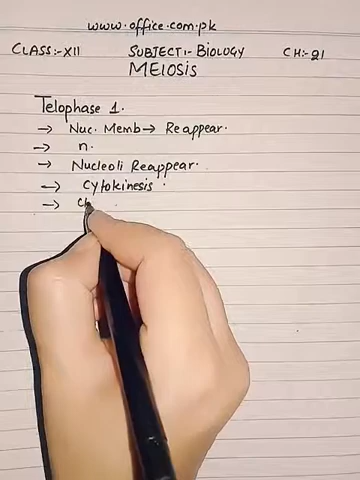 www.office.com.pk
CLASS:-XII SUBJECT:- BIOLOGY CH:-21
MEIOSIS
Telophase 1.
→ Nuc. Memb → Reappear.
→ n.
→ Nucleoli Reappear.
→ Cytokinesis.
→